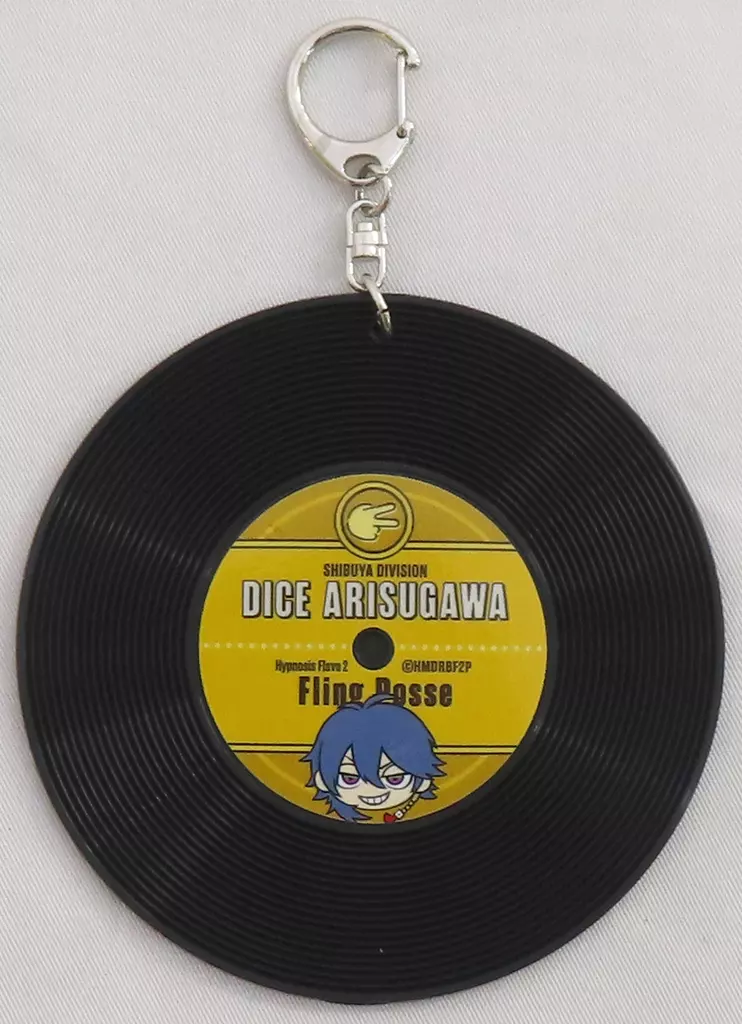 SHIBUYA DIVISION
DICE ARISUGAWA
Hypnosis Flava 2 ©HMDRBF2P
Fling Posse